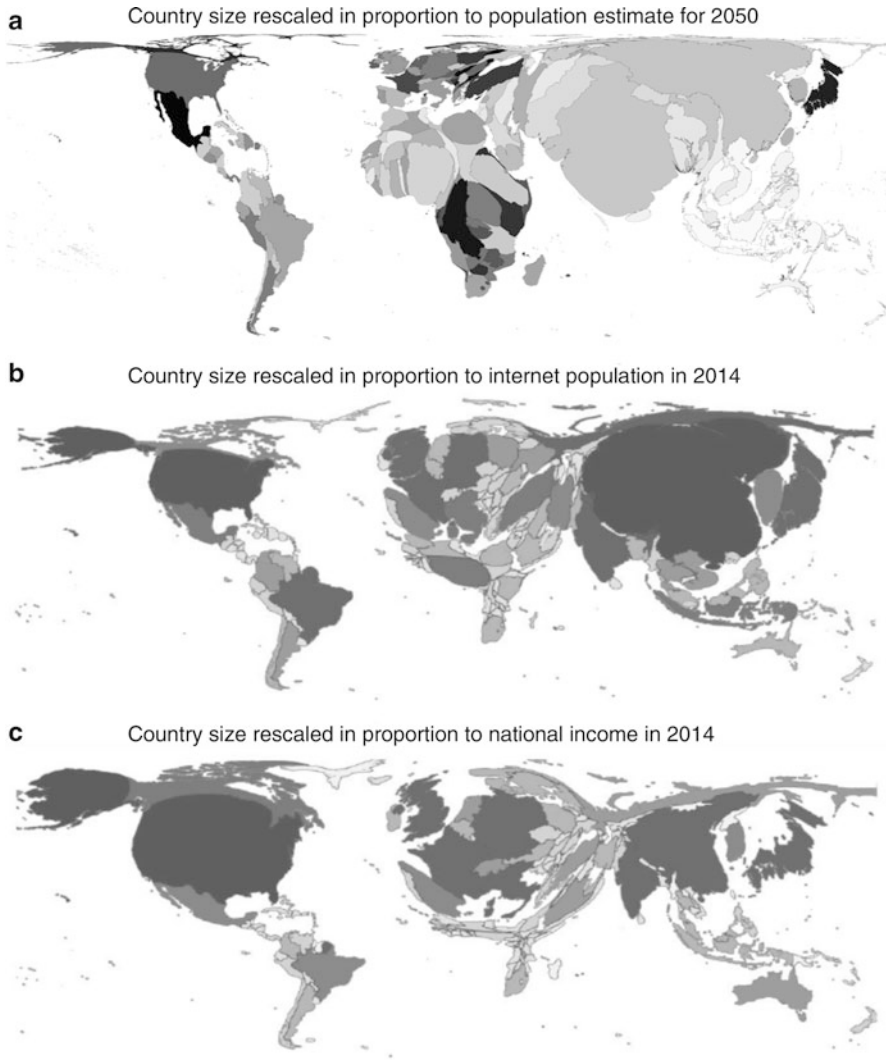 a
Country size rescaled in proportion to population estimate for 2050
b
Country size rescaled in proportion to internet population in 2014
c
Country size rescaled in proportion to national income in 2014